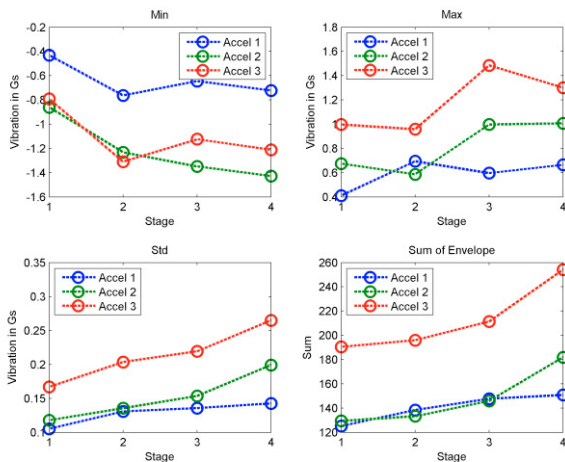 Min
-0.2
-0.4
-0.6
-0.8
-1
-1.2
-1.4
-1.6
Vibration in Gs
Accel 1
Accel 2
Accel 3
1 2 3 4
Stage
Max
1.8
1.6
1.4
1.2
1
0.8
0.6
0.4
Vibration in Gs
Accel 1
Accel 2
Accel 3
1 2 3 4
Stage
Std
0.35
0.3
0.25
0.2
0.15
0.1
Vibration in Gs
Accel 1
Accel 2
Accel 3
1 2 3 4
Stage
Sum of Envelope
260
240
220
200
180
160
140
120
Sum
Accel 1
Accel 2
Accel 3
1 2 3 4
Stage